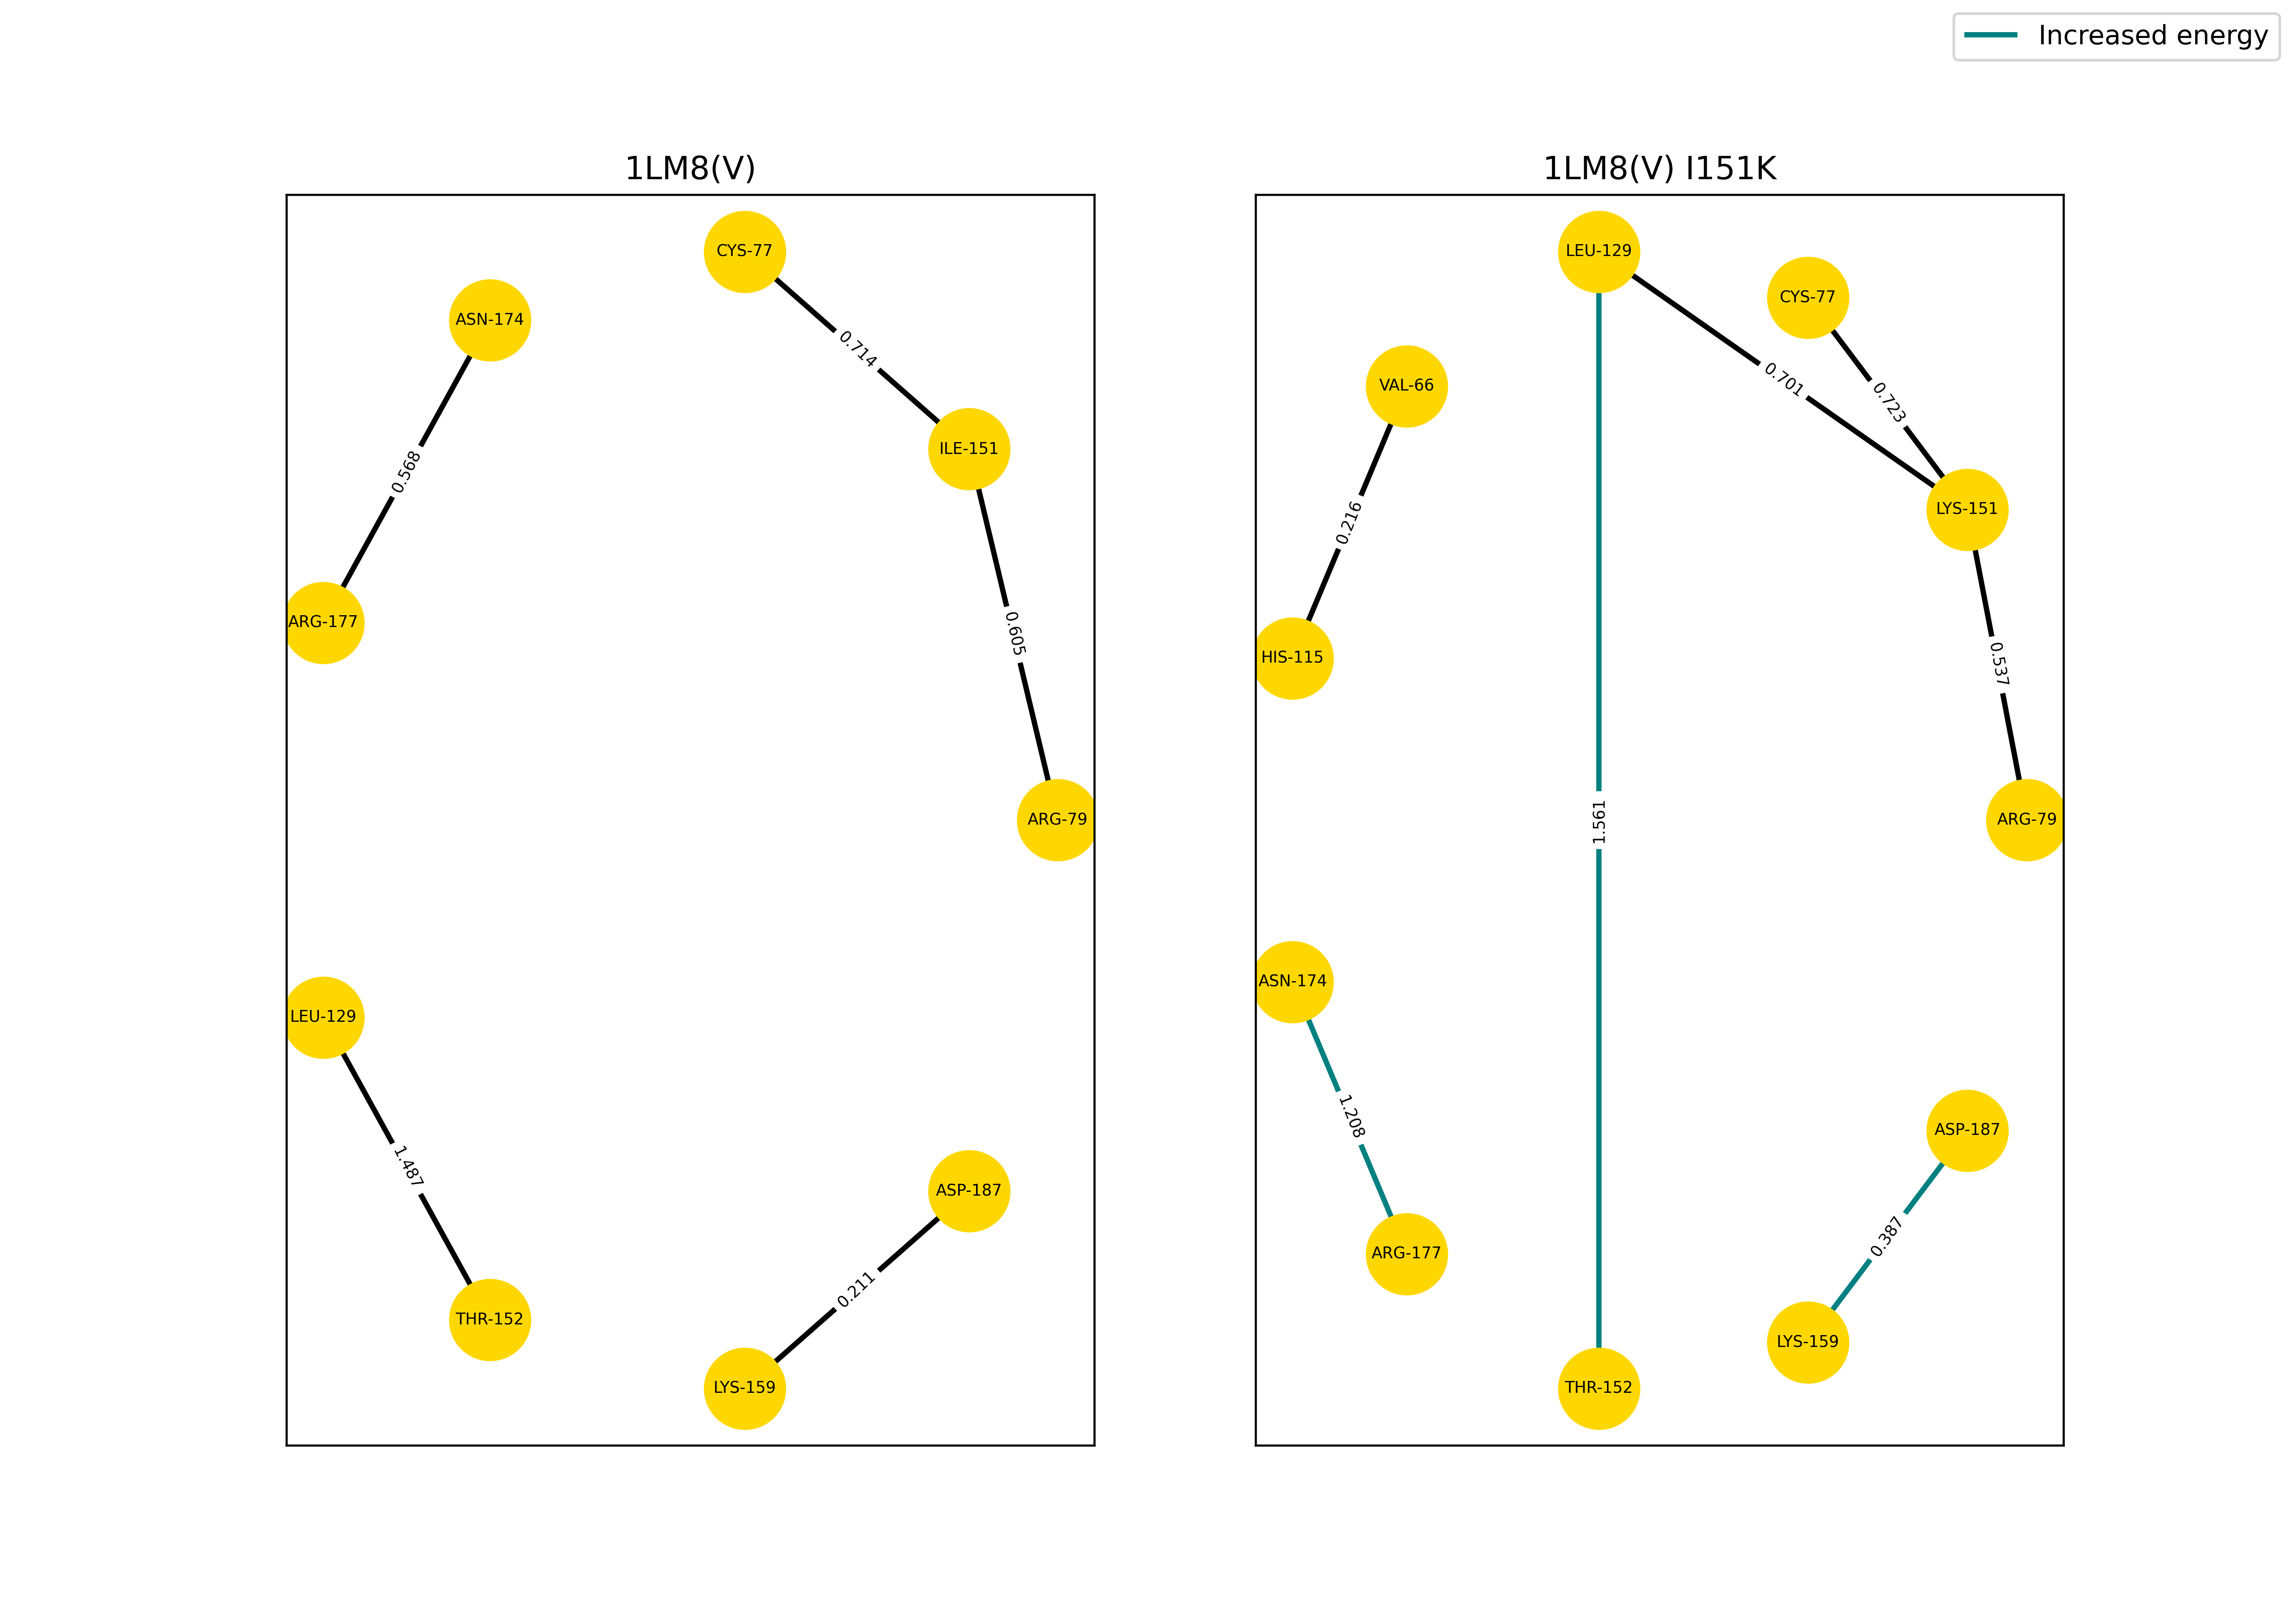 Increased energy
1LM8(V)
CYS-77
ASN-174
0.714
ILE-151
0.568
ARG-177
0.605
ARG-79
LEU-129
1.487
ASP-187
0.211
THR-152
LYS-159
1LM8(V) I151K
LEU-129
CYS-77
VAL-66
0.701
0.723
LYS-151
0.216
HIS-115
0.537
1.561
ARG-79
ASN-174
1.208
ASP-187
0.387
ARG-177
LYS-159
THR-152